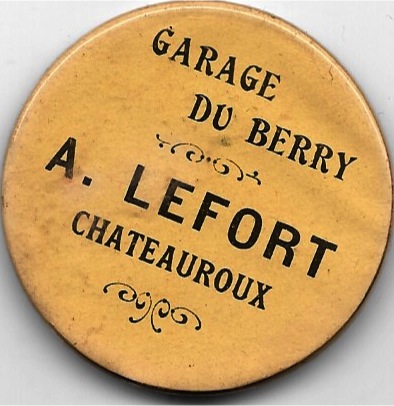 GARAGE
DU BERRY
A. LEFORT
CHATEAUROUX